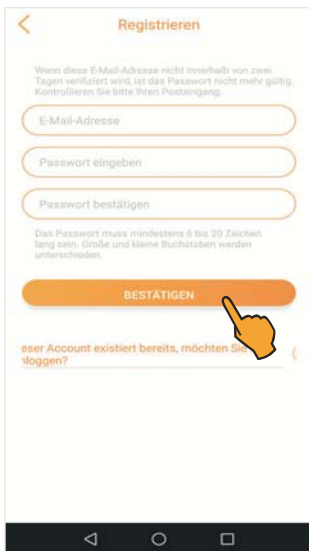 Registrieren
Wenn diese E-Mail-Adresse nicht innerhalb von zwei
Tagen verifiziert wird, ist das Passwort nicht mehr gültig.
Kontrollieren Sie bitte Ihren Posteingang.
E-Mail-Adresse
Passwort eingeben
Passwort bestätigen
Das Passwort muss mindestens 6 bis 20 Zeichen
lang sein. Große und kleine Buchstaben werden
unterschieden.
BESTÄTIGEN
eser Account existiert bereits, möchten Sie
nloggen?